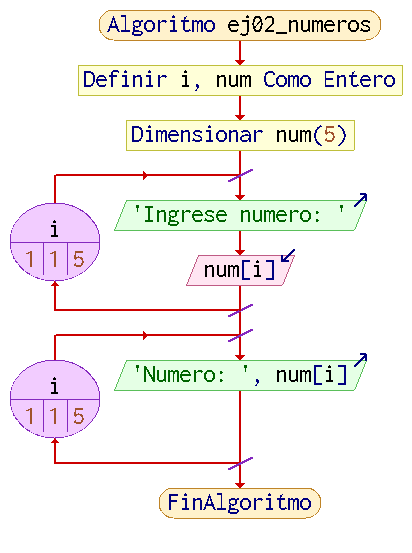 Algoritmo ej02_numeros
Definir i, num Como Entero
Dimensionar num(5)
'Ingrese numero: '
i
1 1 5
num[i]
'Numero: ', num[i]
i
1 1 5
FinAlgoritmo